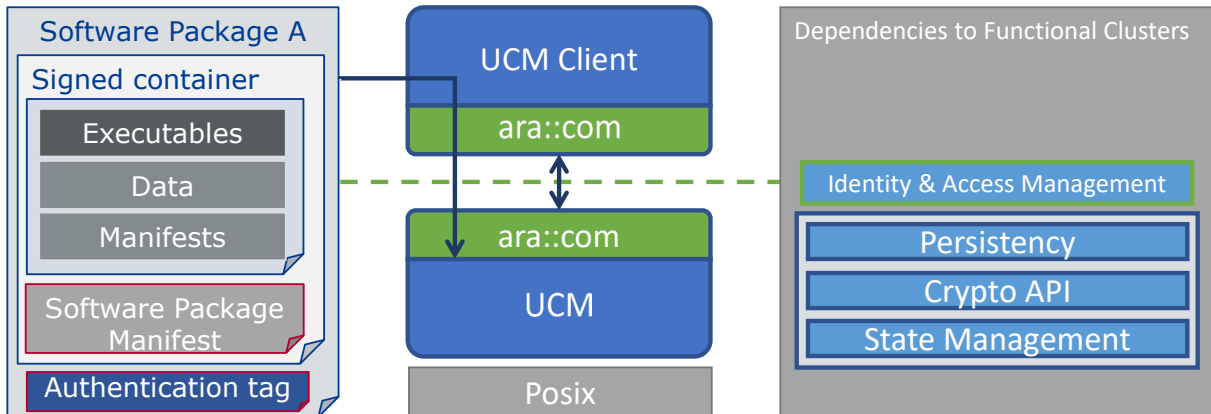 Software Package A
Signed container
Executables
Data
Manifests
Software Package
Manifest
Authentication tag
UCM Client
ara::com
ara::com
UCM
Posix
Dependencies to Functional Clusters
Identity & Access Management
Persistency
Crypto API
State Management